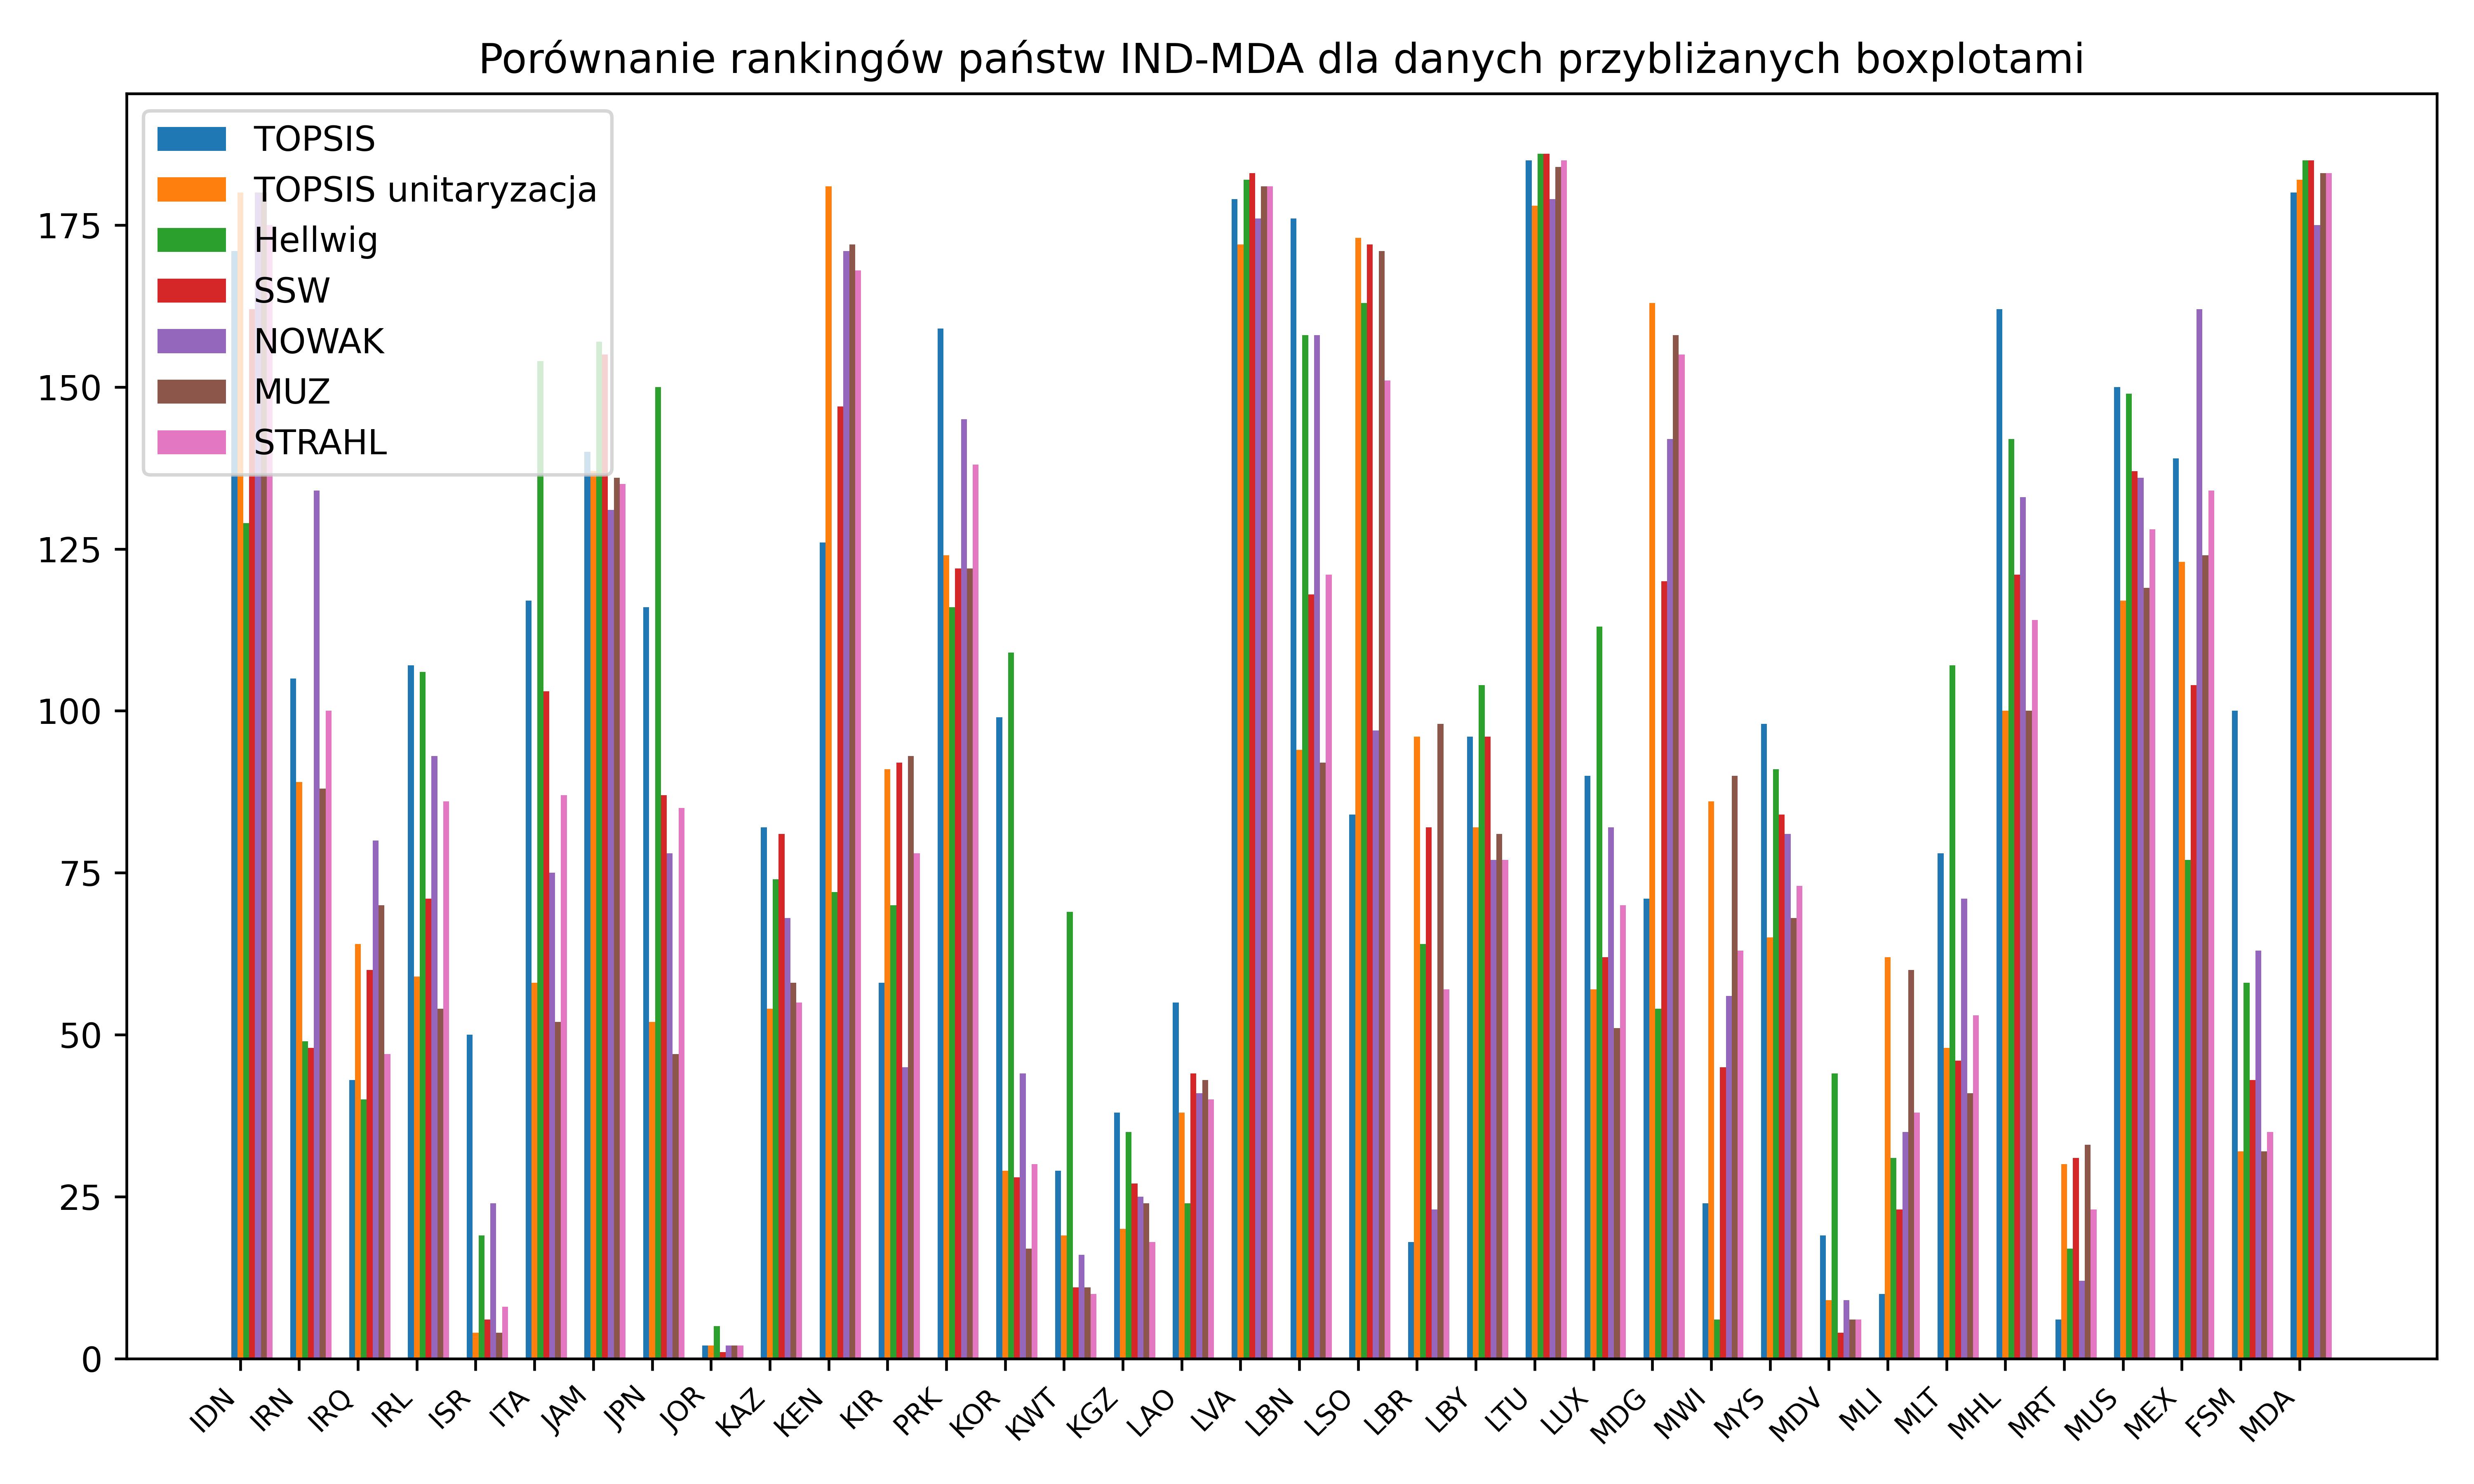 Porównanie rankingów państw IND-MDA dla danych przybliżanych boxplotami
TOPSIS
TOPSIS unitaryzacja
Hellwig
SSW
NOWAK
MUZ
STRAHL
175
150
125
100
75
50
25
0
IDN
IRN
IRQ
IRL
ISR
ITA
JAM
JPN
JOR
KAZ
KEN
KIR
PRK
KOR
KWT
KGZ
LAO
LVA
LBN
LSO
LBR
LBY
LTU
LUX
MDG
MWI
MYS
MDV
MLI
MLT
MHL
MRT
MUS
MEX
FSM
MDA